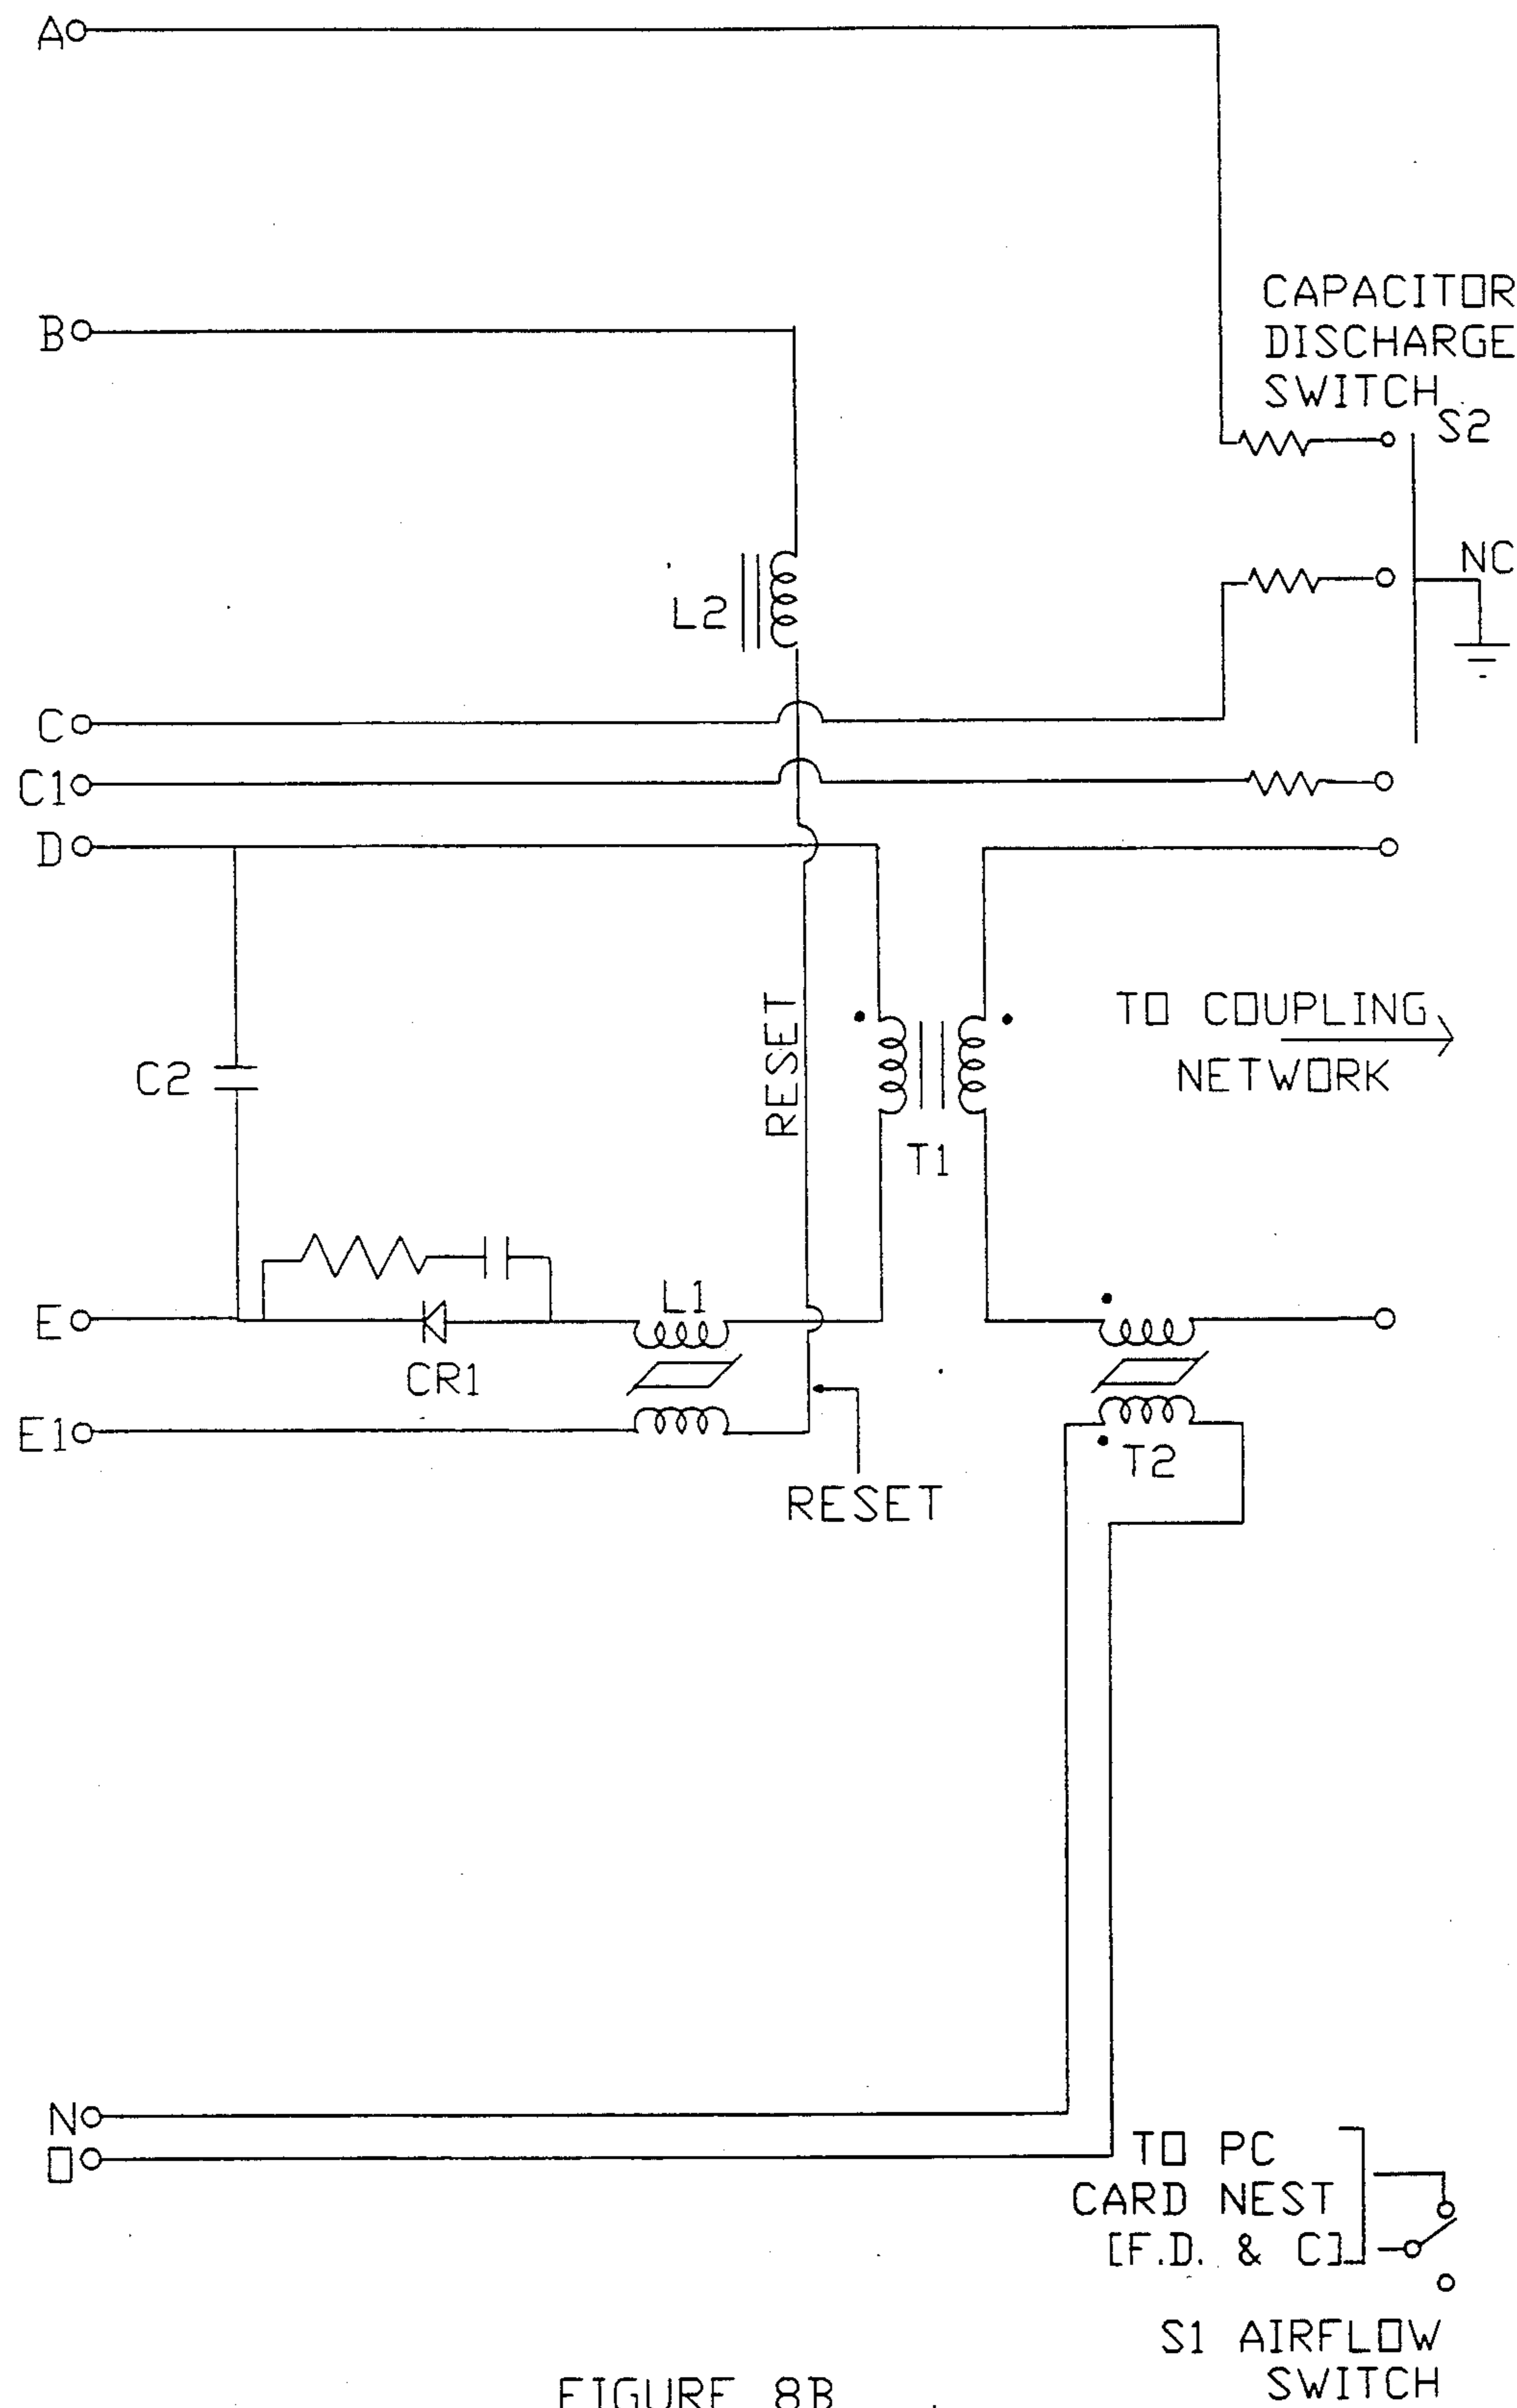 A
B
CAPACITOR
DISCHARGE
SWITCH
S2
NC
L2
C
C1
D
RESET
TO COUPLING
NETWORK
C2
T1
L1
E
CR1
E1
T2
RESET
N
O
TO PC
CARD NEST
[F.D. & C]
S1 AIRFLOW
SWITCH
FIGURE 8B